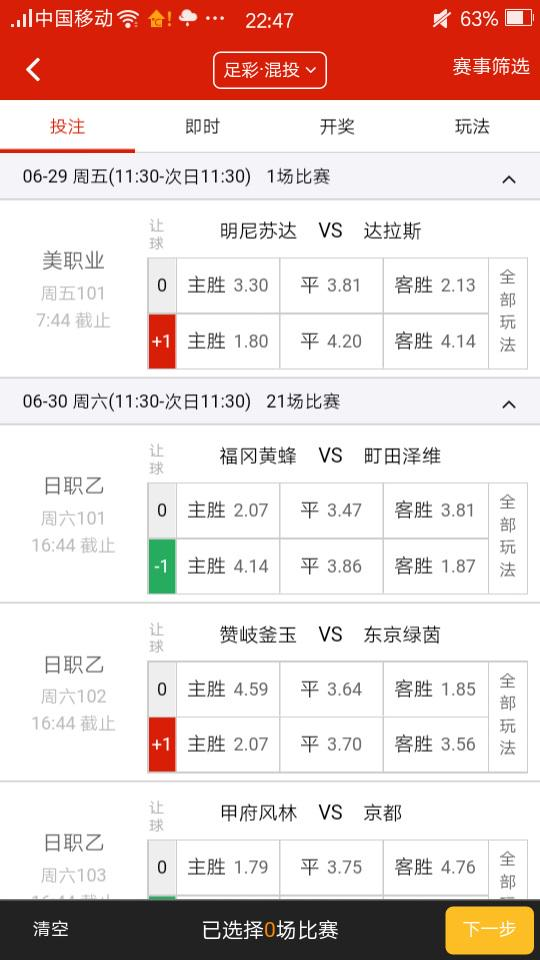 中国移动 ... 22:47 63%
足彩·混投 赛事筛选
投注 即时 开奖 玩法
06-29 周五(11:30-次日11:30) 1场比赛
让球 明尼苏达 VS 达拉斯
美职业
周五101
7:44 截止
0 主胜 3.30 平 3.81 客胜 2.13
+1 主胜 1.80 平 4.20 客胜 4.14
全部玩法
06-30 周六(11:30-次日11:30) 21场比赛
让球 福冈黄蜂 VS 町田泽维
日职乙
周六101
16:44 截止
0 主胜 2.07 平 3.47 客胜 3.81
-1 主胜 4.14 平 3.86 客胜 1.87
全部玩法
让球 赞岐釜玉 VS 东京绿茵
日职乙
周六102
16:44 截止
0 主胜 4.59 平 3.64 客胜 1.85
+1 主胜 2.07 平 3.70 客胜 3.56
全部玩法
让球 甲府风林 VS 京都
日职乙
周六103
0 主胜 1.79 平 3.75 客胜 4.76
全部
清空 已选择0场比赛 下一步